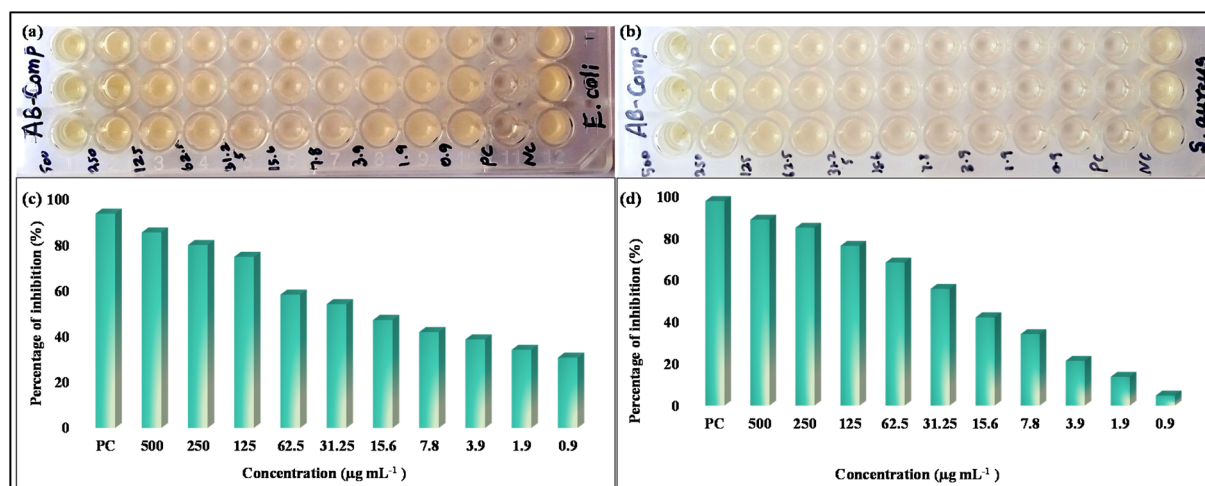 (a)
AB-Comp
E. coli
500 250 125 62.5 31.25 15.6 7.8 3.9 1.9 0.9 PC NC
(b)
AB-Comp
S. aureus
500 250 125 62.5 31.25 15.6 7.8 3.9 1.9 0.9 PC NC
(c)
Percentage of inhibition (%)
100
80
60
40
20
0
PC 500 250 125 62.5 31.25 15.6 7.8 3.9 1.9 0.9
Concentration (µg mL⁻¹ )
(d)
Percentage of inhibition (%)
100
80
60
40
20
0
PC 500 250 125 62.5 31.25 15.6 7.8 3.9 1.9 0.9
Concentration (µg mL⁻¹ )